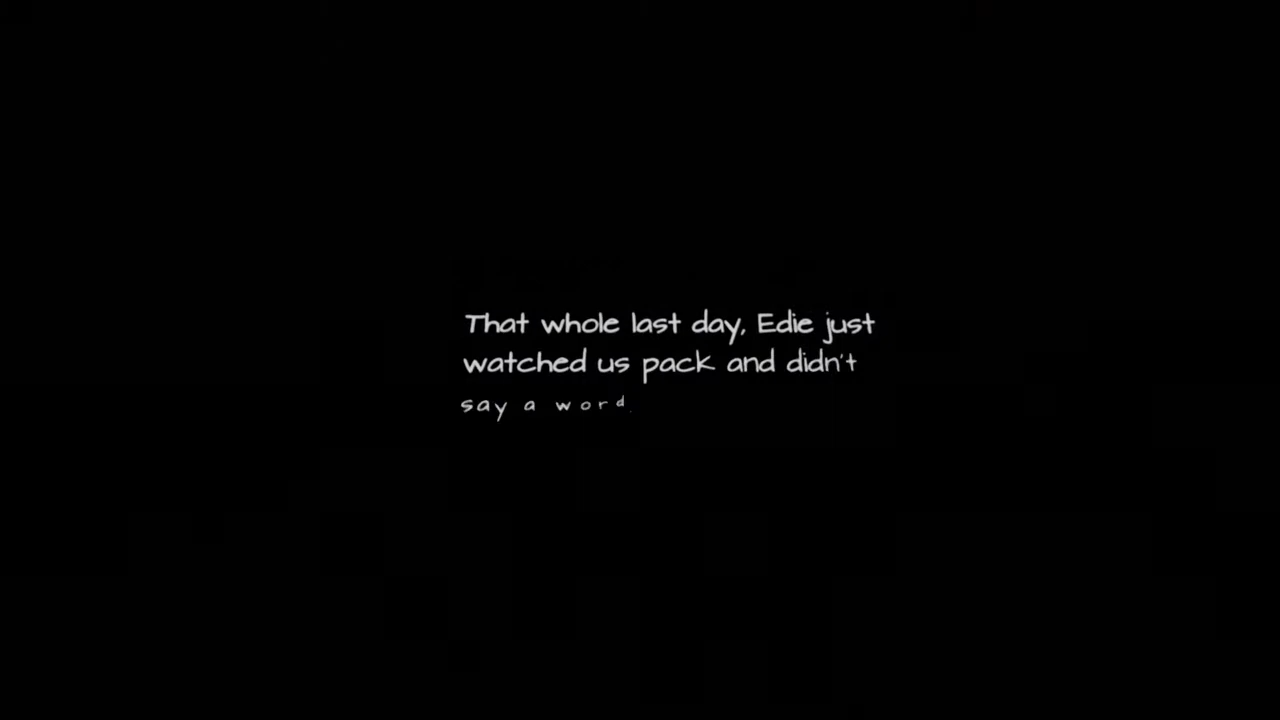 That whole last day, Edie just
watched us pack and didn't
say a word.